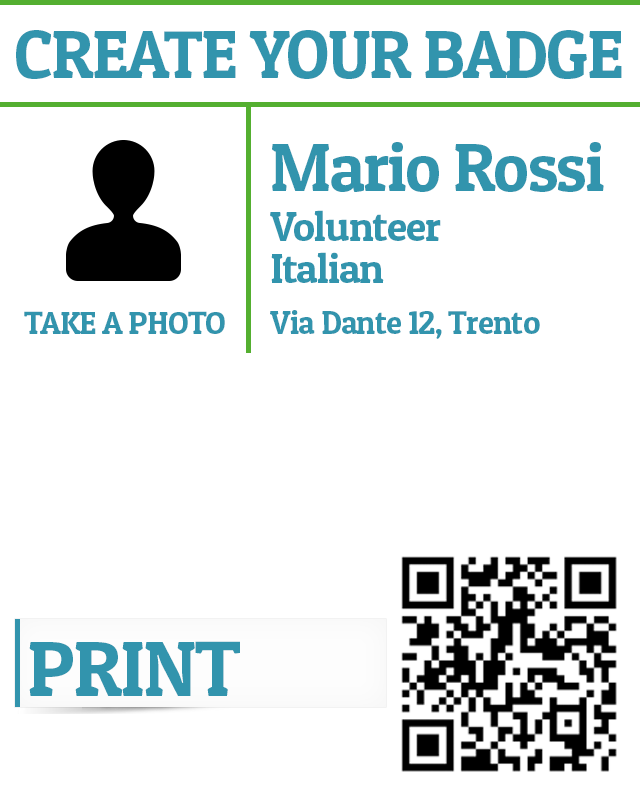 CREATE YOUR BADGE
Mario Rossi
Volunteer
Italian
TAKE A PHOTO
Via Dante 12, Trento
PRINT